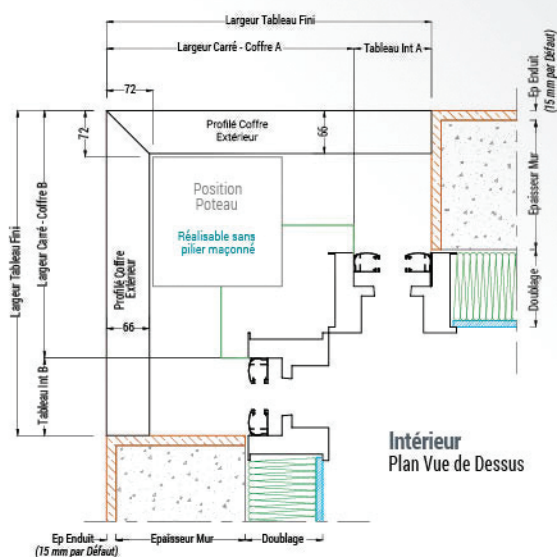 Largeur Tableau Fini
Largeur Carré - Coffre A
Tableau Int A
Ep Enduit
(15 mm par Défaut)
72
72
Profilé Coffre
Extérieur
66
Epaisseur Mur
Doublage
Position
Poteau
Réalisable sans
pilier maçonné
Largeur Tableau Fini
Largeur Carré - Coffre B
Tableau Int B
Profilé Coffre
Extérieur
66
Intérieur
Plan Vue de Dessus
Ep Enduit
(15 mm par Défaut)
Epaisseur Mur
Doublage